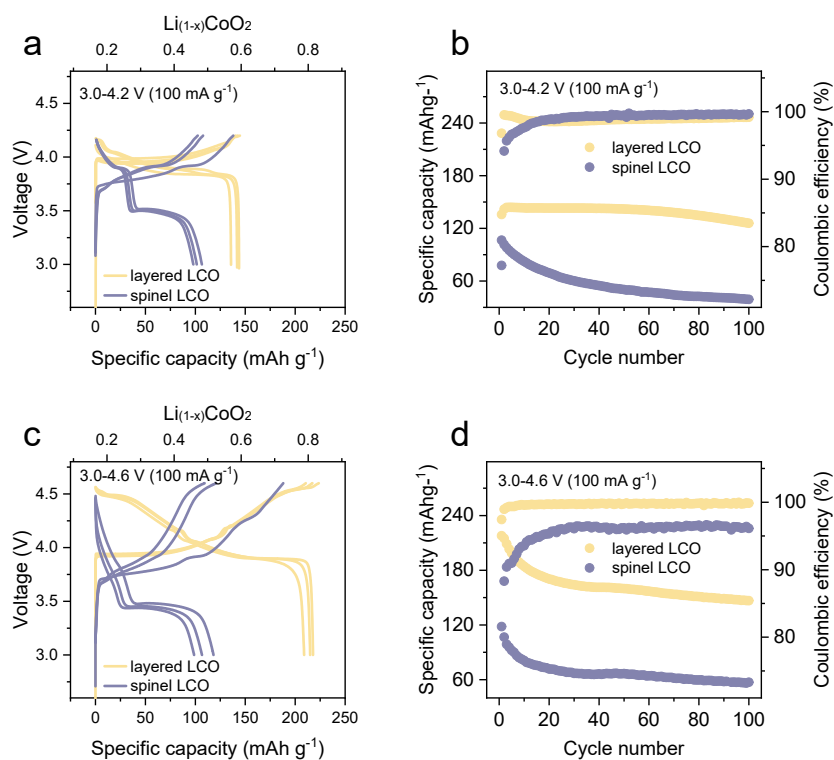 a
Li(1-x)CoO2
0.2 0.4 0.6 0.8
3.0-4.2 V (100 mA g-1)
4.5
4.0
3.5
3.0
Voltage (V)
layered LCO
spinel LCO
0 50 100 150 200 250
Specific capacity (mAh g-1)
b
3.0-4.2 V (100 mA g-1)
240
180
120
60
Specific capacity (mAhg-1)
layered LCO
spinel LCO
100
90
80
Coulombic efficiency (%)
0 20 40 60 80 100
Cycle number
c
Li(1-x)CoO2
0.2 0.4 0.6 0.8
3.0-4.6 V (100 mA g-1)
4.5
4.0
3.5
3.0
Voltage (V)
layered LCO
spinel LCO
0 50 100 150 200 250
Specific capacity (mAh g-1)
d
3.0-4.6 V (100 mA g-1)
240
180
120
60
Specific capacity (mAhg-1)
layered LCO
spinel LCO
100
90
80
Coulombic efficiency (%)
0 20 40 60 80 100
Cycle number